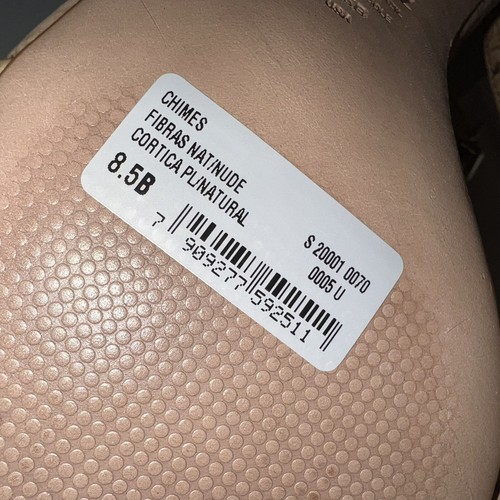 CHIMES
FIBRAS NAT/NUDE
CORTICA PL/NATURAL
8.5B
S 20001 0070
0005 U
7 909277 592511